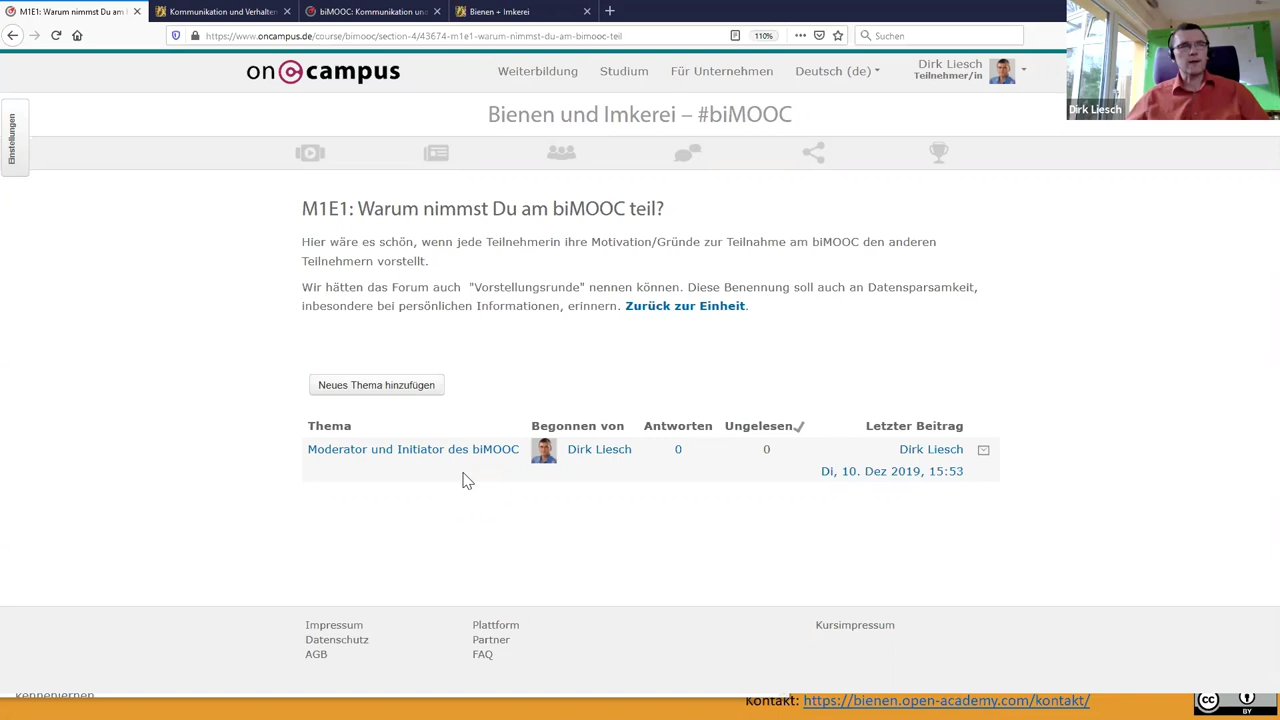 M1E1: Warum nimmst Du am
Kommunikation und Verhalten
biMOOC: Kommunikation und
Bienen + Imkerei
https://www.oncampus.de/course/bimooc/section-4/43674-m1e1-warum-nimmst-du-am-bimooc-teil
110%
Suchen
oncampus
Weiterbildung
Studium
Für Unternehmen
Deutsch (de)
Dirk Liesch
Teilnehmer/in
Dirk Liesch
Einstellungen
Bienen und Imkerei – #biMOOC
M1E1: Warum nimmst Du am biMOOC teil?
Hier wäre es schön, wenn jede Teilnehmerin ihre Motivation/Gründe zur Teilnahme am biMOOC den anderen
Teilnehmern vorstellt.
Wir hätten das Forum auch "Vorstellungsrunde" nennen können. Diese Benennung soll auch an Datensparsamkeit,
inbesondere bei persönlichen Informationen, erinnern. Zurück zur Einheit.
Neues Thema hinzufügen
Thema Begonnen von Antworten Ungelesen Letzter Beitrag
Moderator und Initiator des biMOOC Dirk Liesch 0 0 Dirk Liesch
Di, 10. Dez 2019, 15:53
Impressum Plattform Kursimpressum
Datenschutz Partner
AGB FAQ
Kontakt: https://bienen.open-academy.com/kontakt/
cc
BY